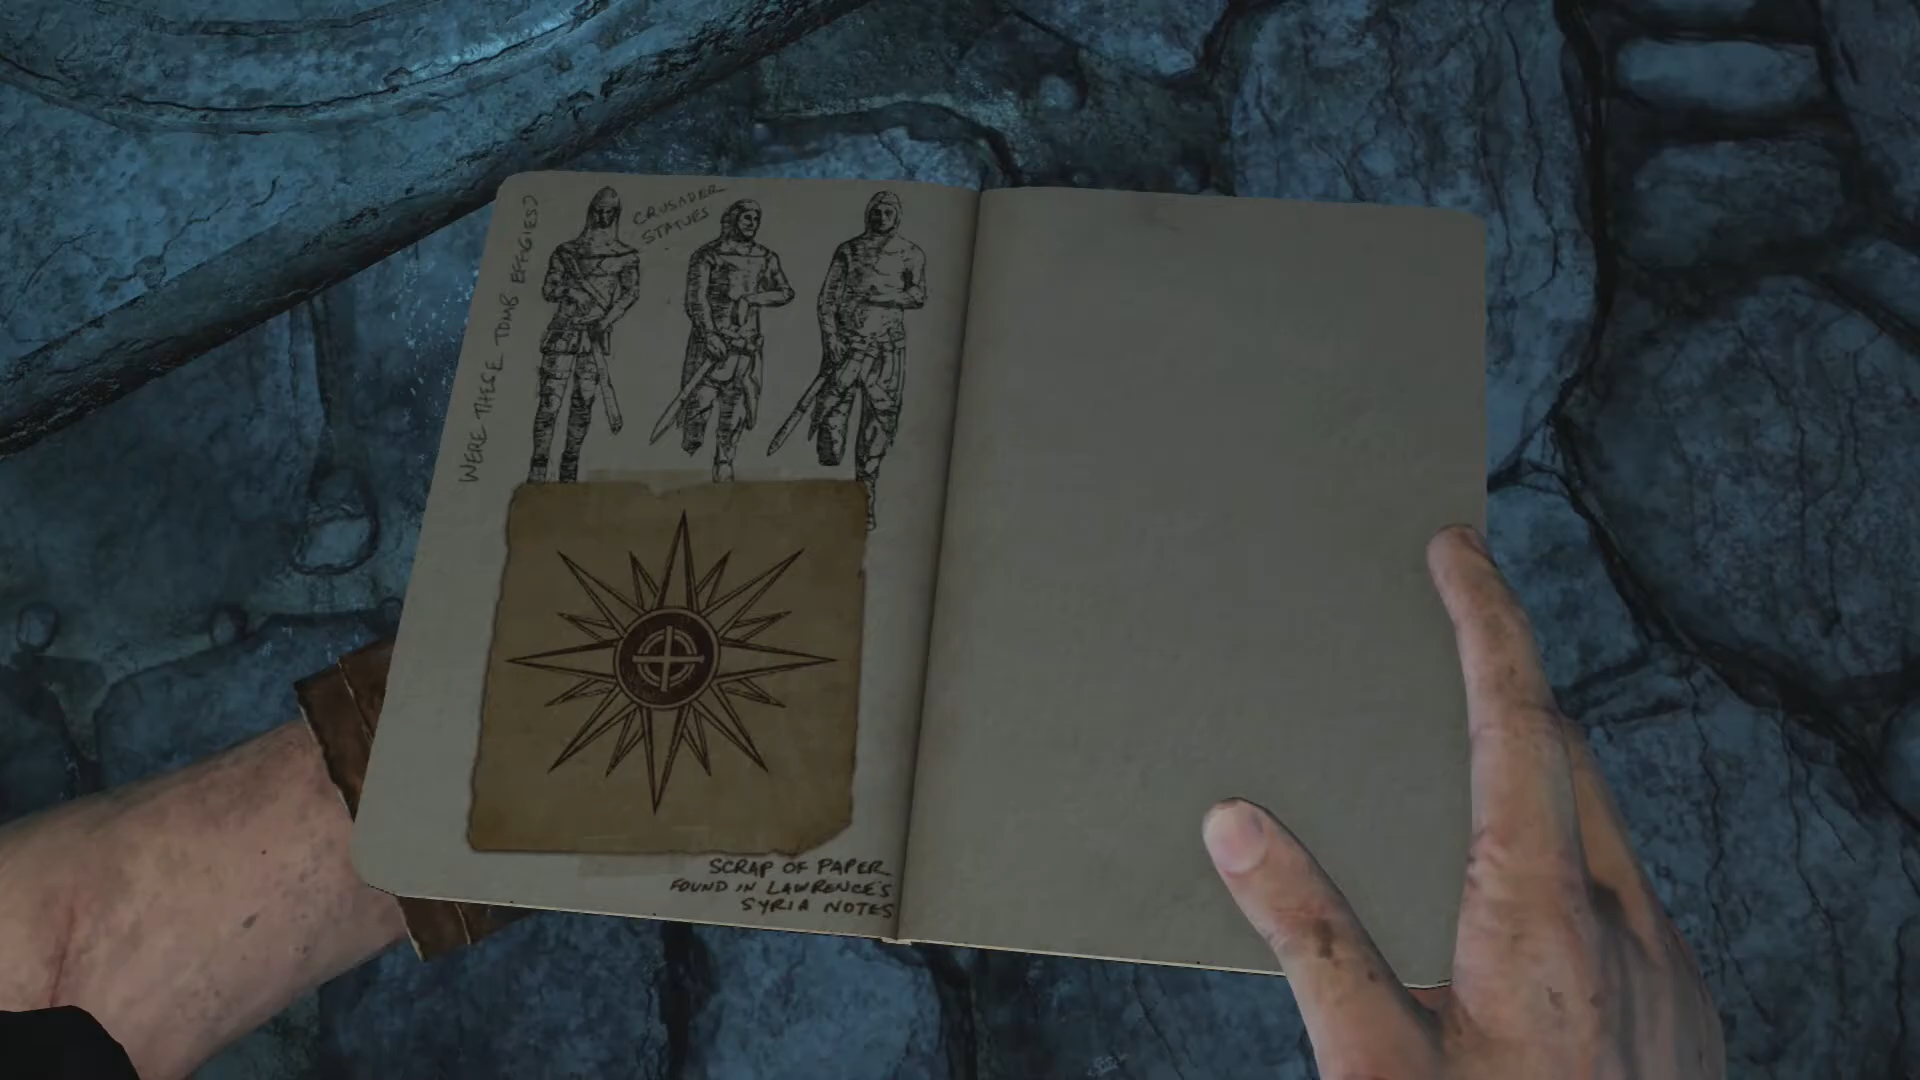 CRUSADER
STATUES
WERE THESE TOMB EFFIGIES?
SCRAP OF PAPER
FOUND IN LAWRENCE'S
SYRIA NOTES